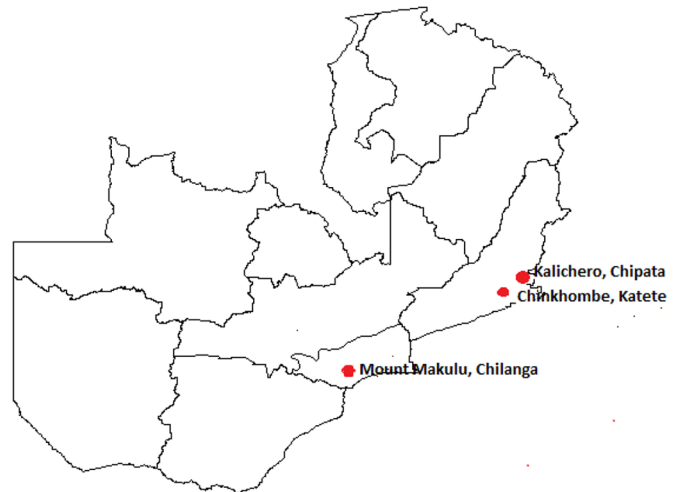 Kalichero, Chipata
Chinkhombe, Katete
Mount Makulu, Chilanga